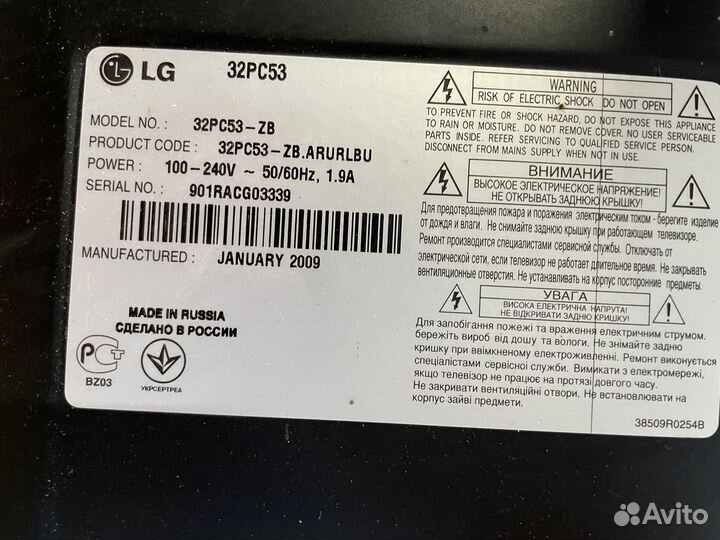 LG 32PC53
MODEL NO. : 32PC53-ZB
PRODUCT CODE : 32PC53-ZB.ARURLBU
POWER : 100-240V ~ 50/60Hz, 1.9A
SERIAL NO. : 901RACG03339
MANUFACTURED : JANUARY 2009
MADE IN RUSSIA
СДЕЛАНО В РОССИИ
РСТ
BZ03
УКРСЕРТРЕА
WARNING
RISK OF ELECTRIC SHOCK DO NOT OPEN
TO PREVENT FIRE OR SHOCK HAZARD, DO NOT EXPOSE THIS APPLIANCE
TO RAIN OR MOISTURE. DO NOT REMOVE COVER. NO USER SERVICEABLE
PARTS INSIDE. REFER SERVICING TO QUALIFIED SERVICE PERSON.
DISCONNECT FROM MAINS SUPPLY WHEN NOT IN USE.
ВНИМАНИЕ
ВЫСОКОЕ ЭЛЕКТРИЧЕСКОЕ НАПРЯЖЕНИЕ!
НЕ ОТКРЫВАТЬ ЗАДНЮЮ КРЫШКУ!
Для предотвращения пожара и поражения электрическим током - берегите изделие
от дождя и влаги. Не снимайте заднюю крышку при работающем телевизоре.
Ремонт производится специалистами сервисной службы. Отключать от
электрической сети, если телевизор не работает длительное время. Не закрывать
вентиляционные отверстия. Не устанавливать на корпус посторонние предметы.
УВАГА
ВИСОКА ЕЛЕКТРИЧНА НАПРУГА!
НЕ ВІДКРИВАТИ ЗАДНЮ КРИШКУ!
Для запобігання пожежі та враження електричним струмом.
бережіть виріб від дошу та вологи. Не знімайте задню
кришку при ввімкненому електроживленні. Ремонт виконується
спеціалістами сервісної служби. Вимикати з електромережі,
якщо телевізор не працює на протязі довгого часу.
Не закривати вентиляційні отвори. Не встановлювати на
корпус зайві предмети.
38509R0254B
Avito